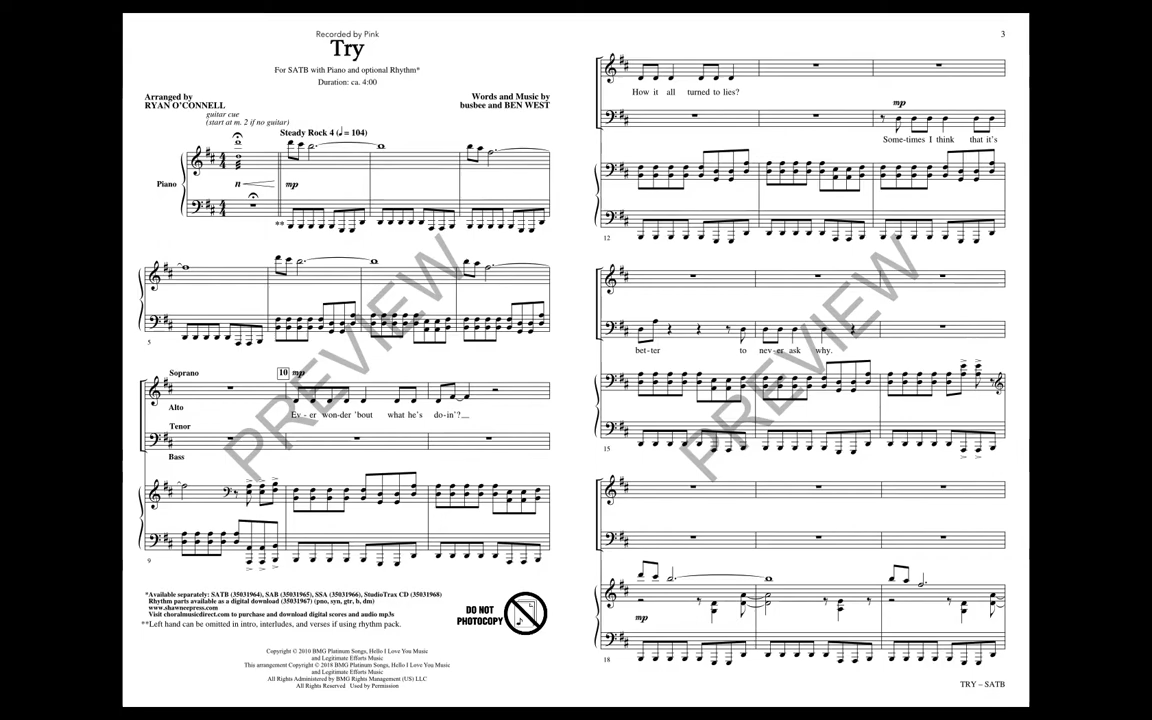 Recorded by Pink
Try
For SATB with Piano and optional Rhythm*
Duration: ca. 4:00
Arranged by
RYAN O'CONNELL
Words and Music by
busbee and BEN WEST
guitar cue
(start at m. 2 if no guitar)
Steady Rock 4 (♩ = 104)
Piano
n
mp
**
5
Soprano
10
mp
Alto
Ev - er won-der 'bout what he's do-in'?
Tenor
Bass
9
*Available separately: SATB (35031964), SAB (35031965), SSA (35031966), StudioTrax CD (35031968)
Rhythm parts available as a digital download (35031967) (pno, syn, gtr, b, dm)
www.shawneepress.com
Visit choralmusicdirect.com to purchase and download digital scores and audio mp3s
**Left hand can be omitted in intro, interludes, and verses if using rhythm pack.
DO NOT
PHOTOCOPY
Copyright © 2010 BMG Platinum Songs, Hello I Love You Music
and Legitimate Efforts Music
This arrangement Copyright © 2018 BMG Platinum Songs, Hello I Love You Music
and Legitimate Efforts Music
All Rights Administered by BMG Rights Management (US) LLC
All Rights Reserved Used by Permission
PREVIEW
3
How it all turned to lies?
mp
Some-times I think that it's
12
bet-ter to nev-er ask why.
15
mp
18
TRY – SATB
PREVIEW